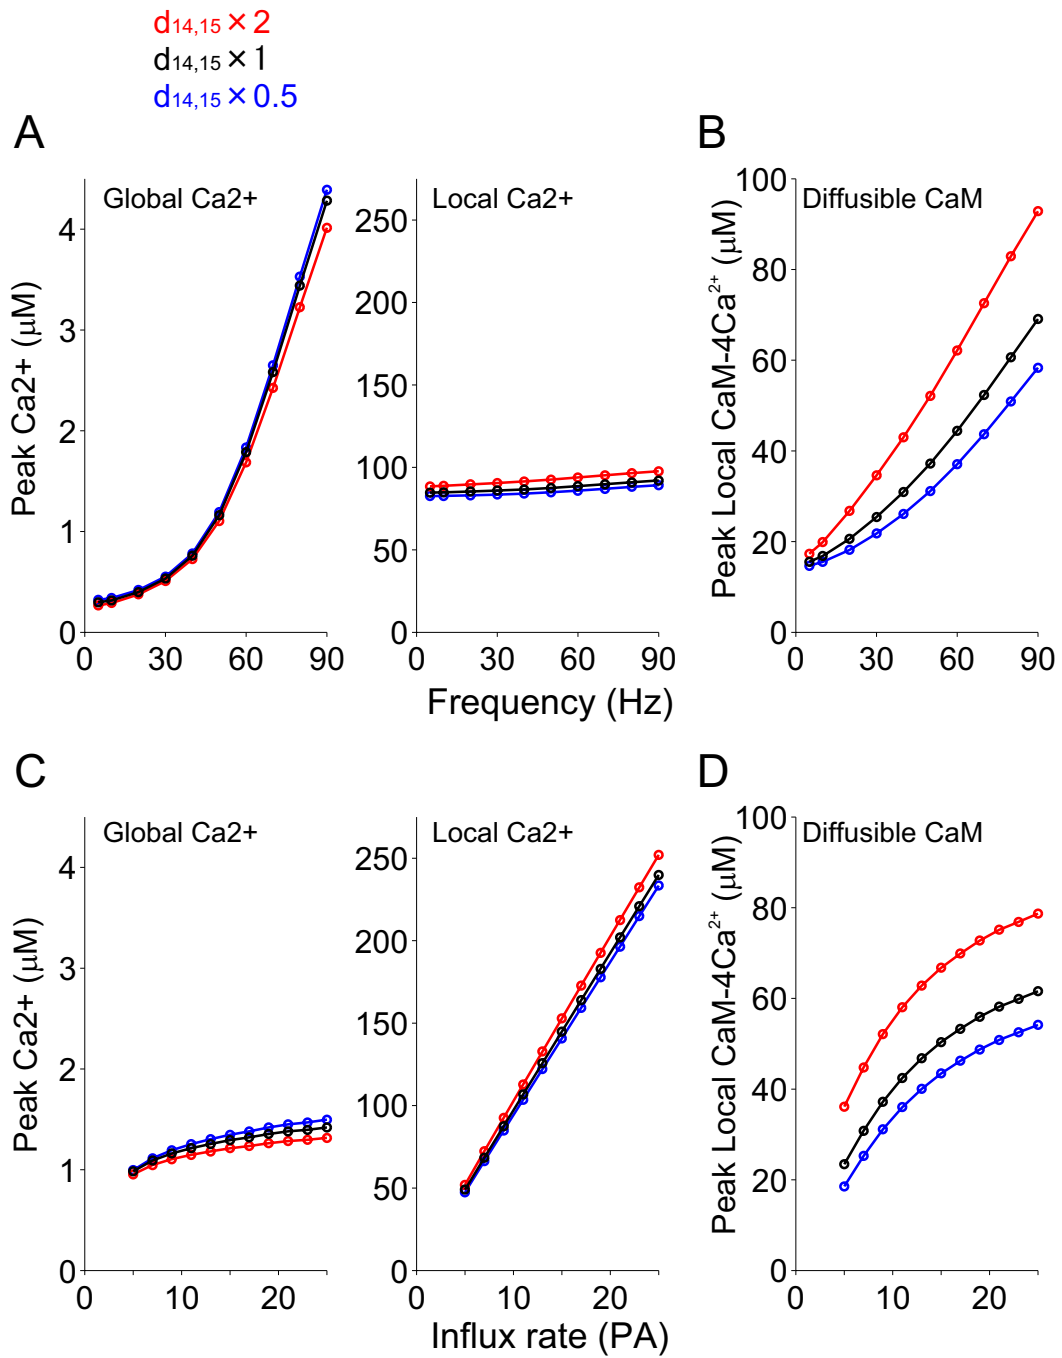 d14,15 × 2
d14,15 × 1
d14,15 × 0.5
A
B
Global Ca2+
Local Ca2+
Diffusible CaM
Peak Ca2+ (μM)
4
3
2
1
0
0 30 60 90
250
200
150
100
50
0
0 30 60 90
Peak Local CaM-4Ca²⁺ (μM)
100
80
60
40
20
0
0 30 60 90
Frequency (Hz)
C
D
Global Ca2+
Local Ca2+
Diffusible CaM
Peak Ca2+ (μM)
4
3
2
1
0
0 10 20
250
200
150
100
50
0
0 10 20
Peak Local CaM-4Ca²⁺ (μM)
100
80
60
40
20
0
0 10 20
Influx rate (PA)